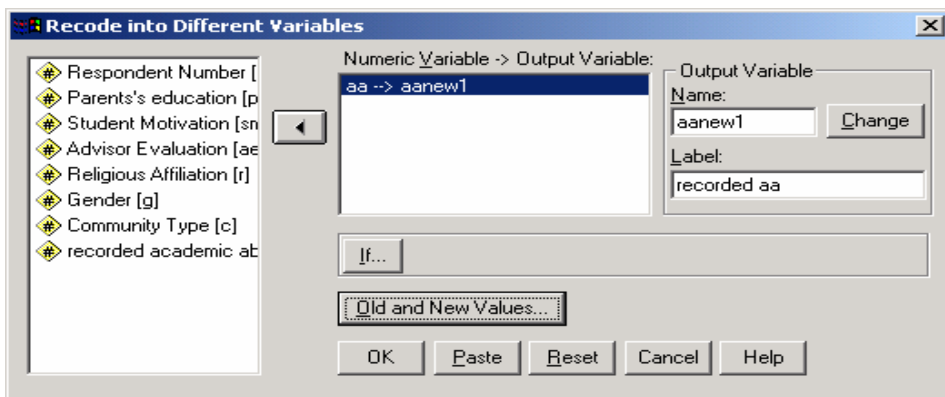 Recode into Different Variables
Respondent Number [
Parents's education [p
Student Motivation [sn
Advisor Evaluation [ae
Religious Affiliation [r]
Gender [g]
Community Type [c]
recorded academic ab
Numeric Variable -> Output Variable:
aa --> aanew1
Output Variable
Name:
aanew1
Change
Label:
recorded aa
If...
Old and New Values...
OK
Paste
Reset
Cancel
Help